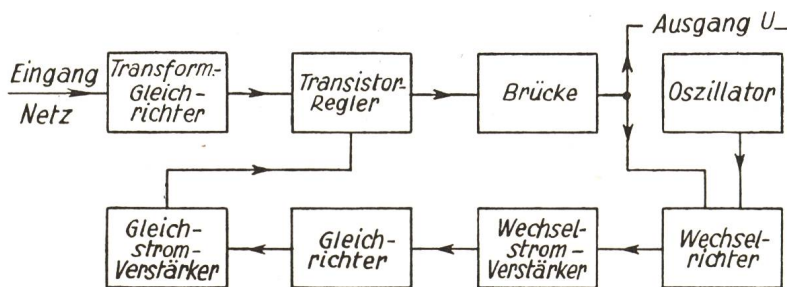 Ausgang U_
Eingang
Netz
Transform-
Gleich-
richter
Transistor-
Regler
Brücke
Oszillator
Gleich-
strom-
Verstärker
Gleich-
richter
Wechsel-
strom-
Verstärker
Wechsel-
richter